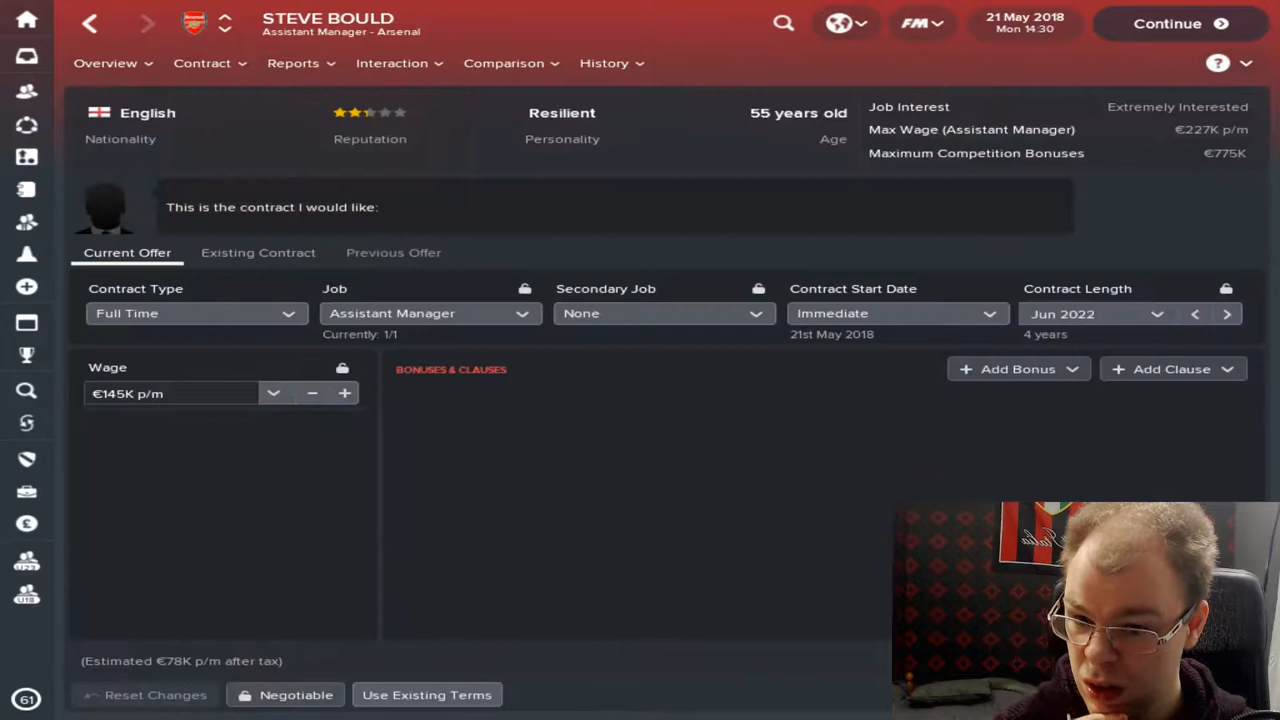 STEVE BOULD
Assistant Manager - Arsenal
FM
21 May 2018
Mon 14:30
Continue
Overview
Contract
Reports
Interaction
Comparison
History
?
English
Nationality
Reputation
Resilient
Personality
55 years old
Age
Job Interest Extremely Interested
Max Wage (Assistant Manager) €227K p/m
Maximum Competition Bonuses €775K
This is the contract I would like:
Current Offer
Existing Contract
Previous Offer
Contract Type
Job
Secondary Job
Contract Start Date
Contract Length
Full Time
Assistant Manager
None
Immediate
Jun 2022
Currently: 1/1
21st May 2018
4 years
Wage
€145K p/m
BONUSES & CLAUSES
Add Bonus
Add Clause
(Estimated €78K p/m after tax)
Reset Changes
Negotiable
Use Existing Terms
U23
U18
61